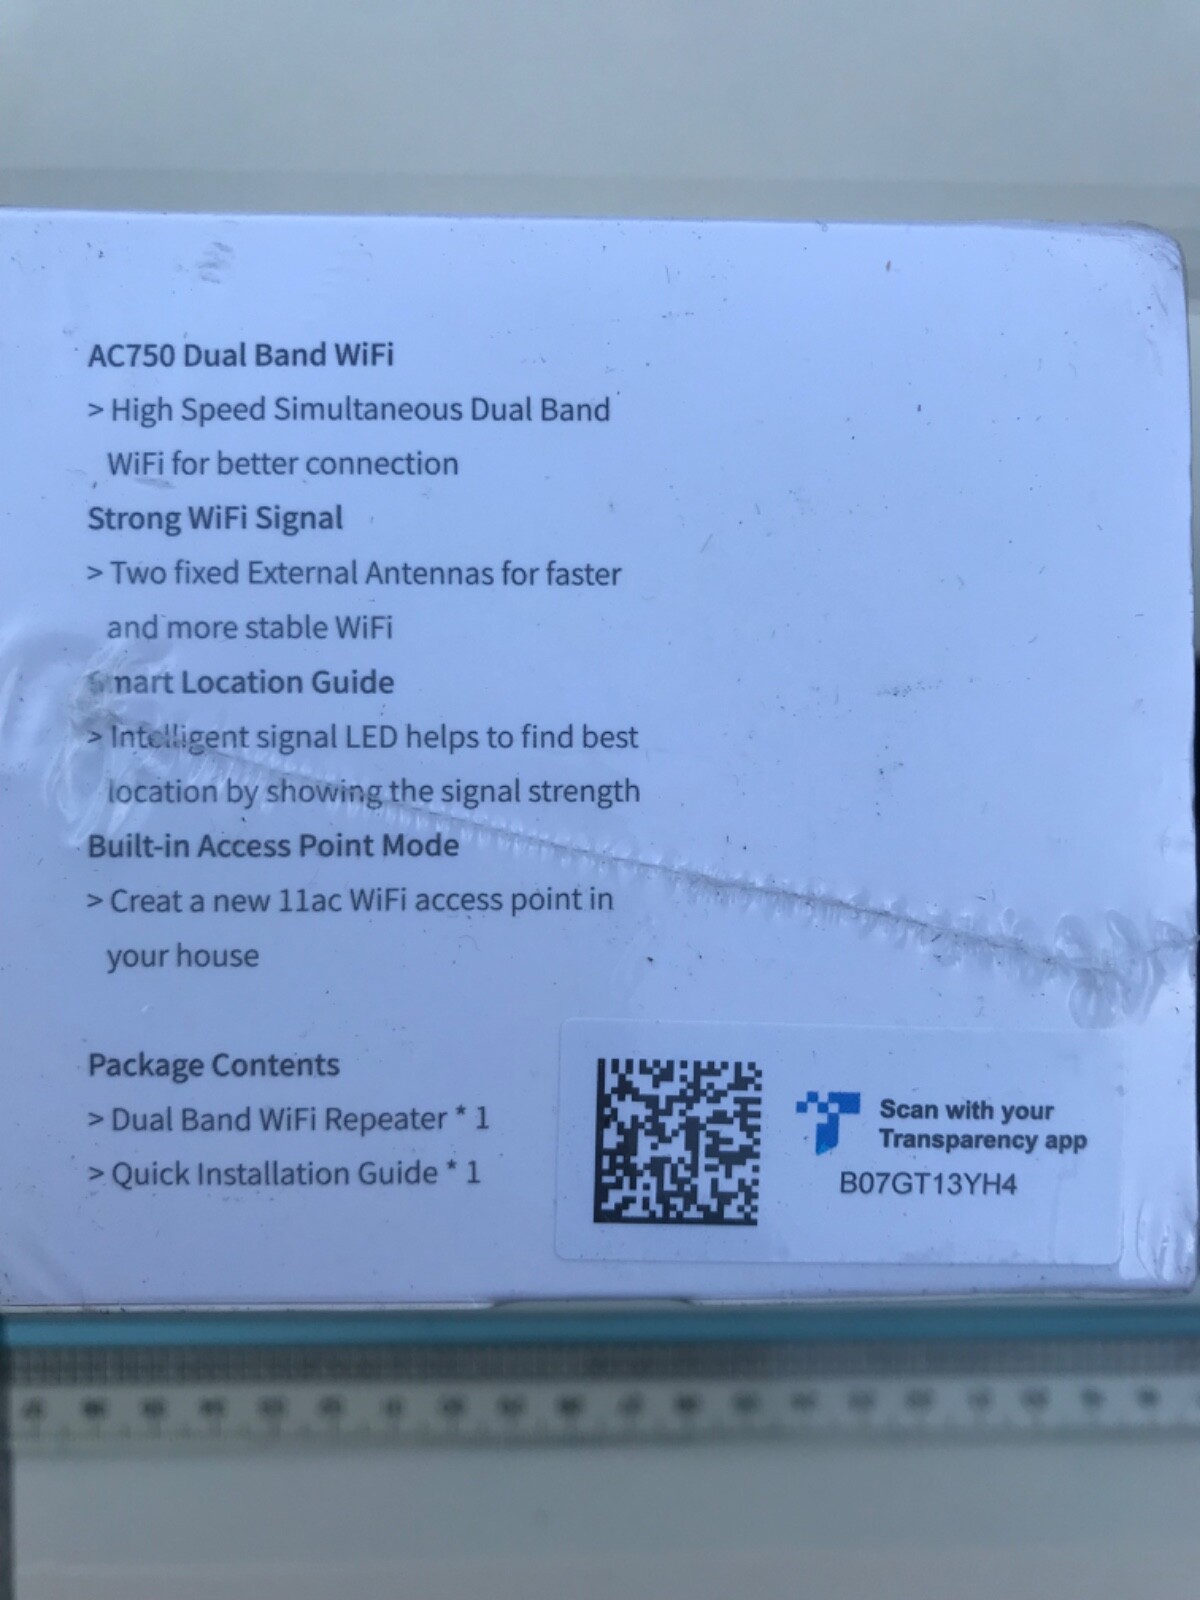 AC750 Dual Band WiFi
> High Speed Simultaneous Dual Band
WiFi for better connection
Strong WiFi Signal
> Two fixed External Antennas for faster
and more stable WiFi
Smart Location Guide
> Intelligent signal LED helps to find best
location by showing the signal strength
Built-in Access Point Mode
> Creat a new 11ac WiFi access point in
your house
Package Contents
> Dual Band WiFi Repeater * 1
> Quick Installation Guide * 1
Scan with your
Transparency app
B07GT13YH4